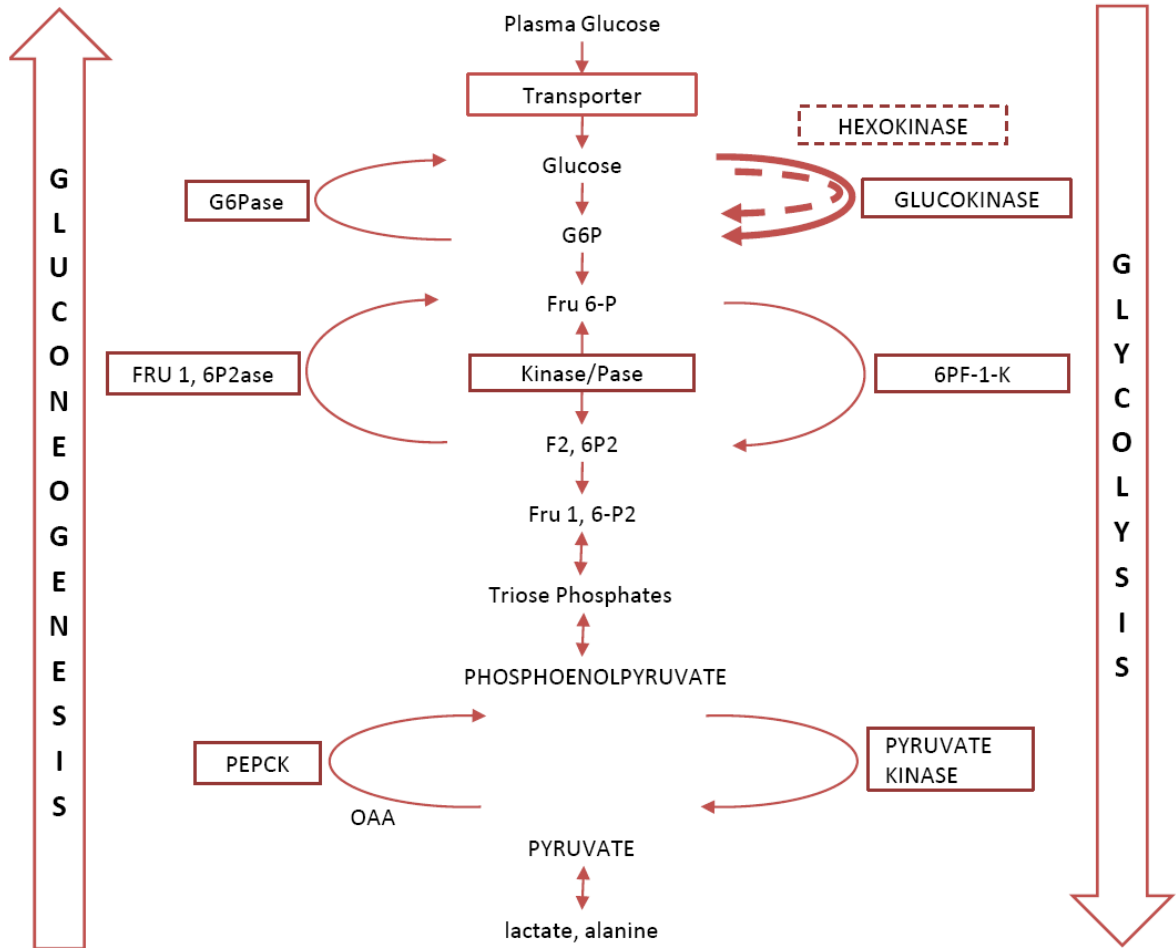 Plasma Glucose
Transporter
HEXOKINASE
Glucose
G6Pase
GLUCOKINASE
G6P
Fru 6-P
FRU 1, 6P2ase
Kinase/Pase
6PF-1-K
F2, 6P2
Fru 1, 6-P2
Triose Phosphates
PHOSPHOENOLPYRUVATE
PEPCK
PYRUVATE
KINASE
OAA
PYRUVATE
lactate, alanine
GLUCONEOGENESIS
GLYCOLYSIS